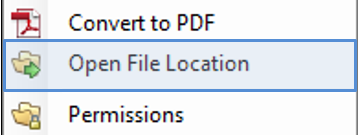 Convert to PDF
Open File Location
Permissions